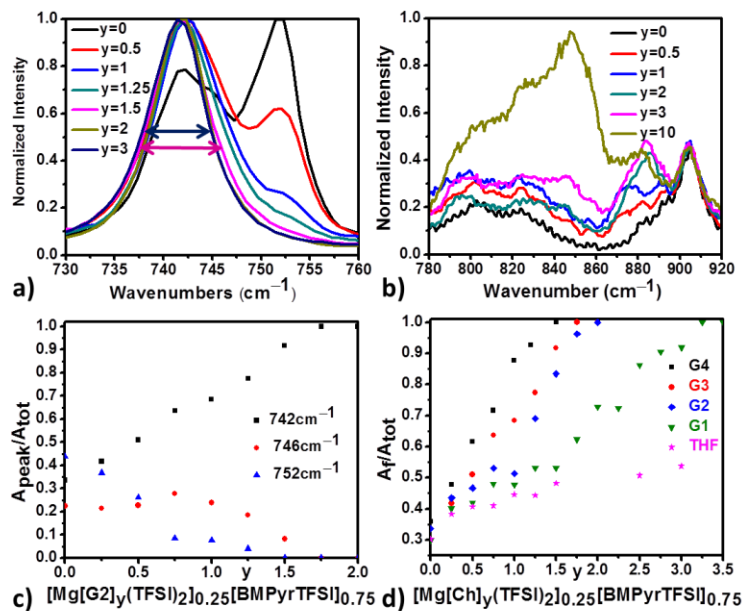 1.0
0.8
0.6
0.4
0.2
0.0
Normalized Intensity
y=0
y=0.5
y=1
y=1.25
y=1.5
y=2
y=3
730 735 740 745 750 755 760
Wavenumbers (cm⁻¹)
a)
1.0
0.8
0.6
0.4
0.2
0.0
Normalized Intensity
y=0
y=0.5
y=1
y=2
y=3
y=10
780 800 820 840 860 880 900 920
Wavenumber (cm⁻¹)
b)
1.0
0.9
0.8
0.7
0.6
0.5
0.4
0.3
0.2
0.1
0.0
Apeak/Atot
742cm⁻¹
746cm⁻¹
752cm⁻¹
0.0 0.5 1.0 1.5 2.0
y
c) [Mg[G2]y(TFSI)2]0.25[BMPyrTFSI]0.75
1.0
0.9
0.8
0.7
0.6
0.5
0.4
0.3
Af/Atot
G4
G3
G2
G1
THF
0.0 0.5 1.0 1.5 2.0 2.5 3.0 3.5
y
d) [Mg[Ch]y(TFSI)2]0.25[BMPyrTFSI]0.75